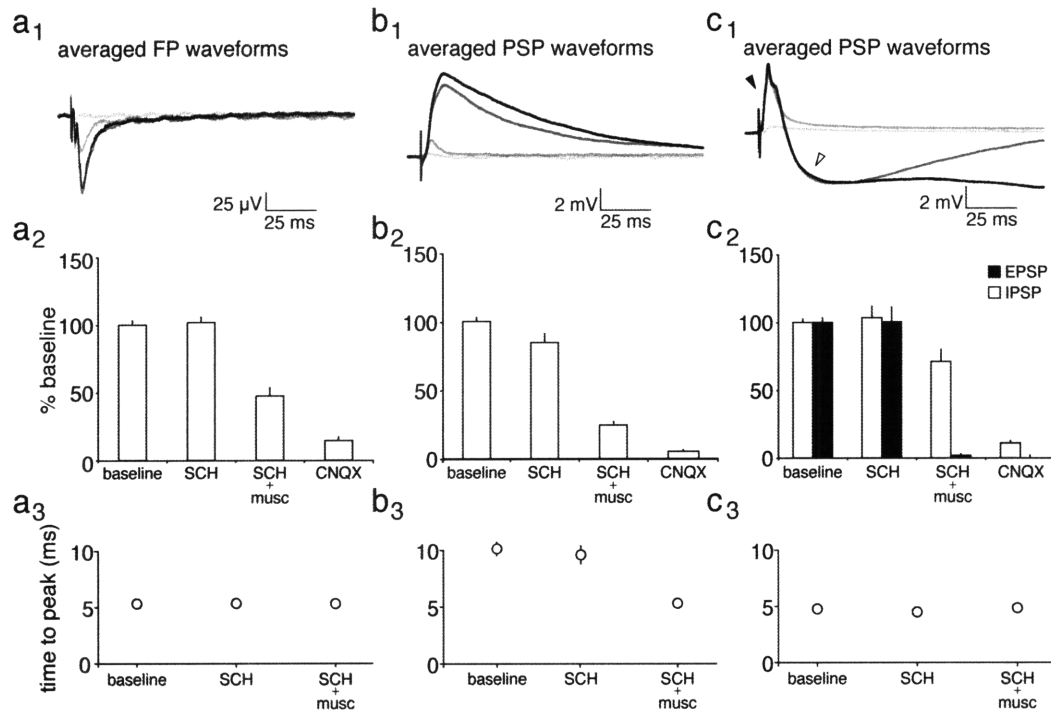 a1
averaged FP waveforms
25 µV
25 ms
b1
averaged PSP waveforms
2 mV
25 ms
c1
averaged PSP waveforms
2 mV
25 ms
a2
% baseline
150
100
50
0
baseline
SCH
SCH
+
musc
CNQX
b2
150
100
50
0
baseline
SCH
SCH
+
musc
CNQX
c2
150
100
50
0
EPSP
IPSP
baseline
SCH
SCH
+
musc
CNQX
a3
time to peak (ms)
10
5
0
baseline
SCH
SCH
+
musc
b3
10
5
0
baseline
SCH
SCH
+
musc
c3
10
5
0
baseline
SCH
SCH
+
musc